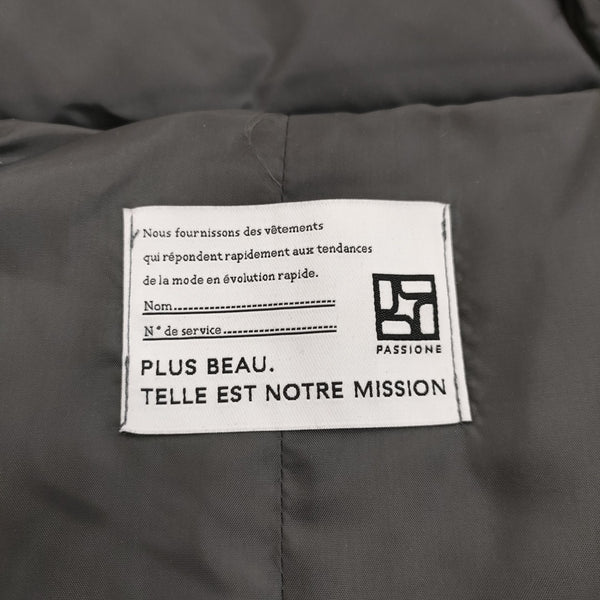 Nous fournissons des vêtements
qui répondent rapidement aux tendances
de la mode en évolution rapide.
Nom
N° de service
PASSIONE
PLUS BEAU.
TELLE EST NOTRE MISSION